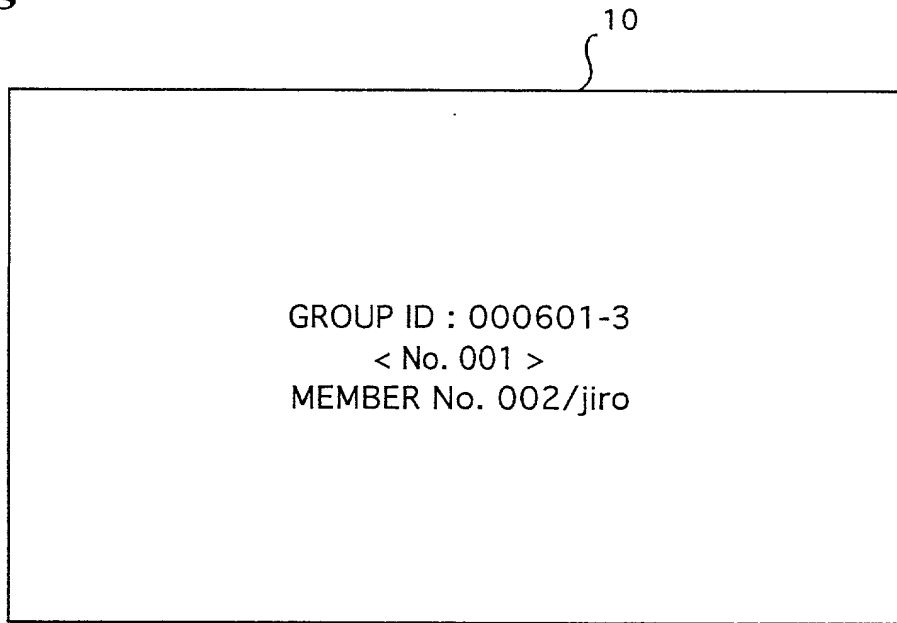 10
GROUP ID : 000601-3
< No. 001 >
MEMBER No. 002/jiro